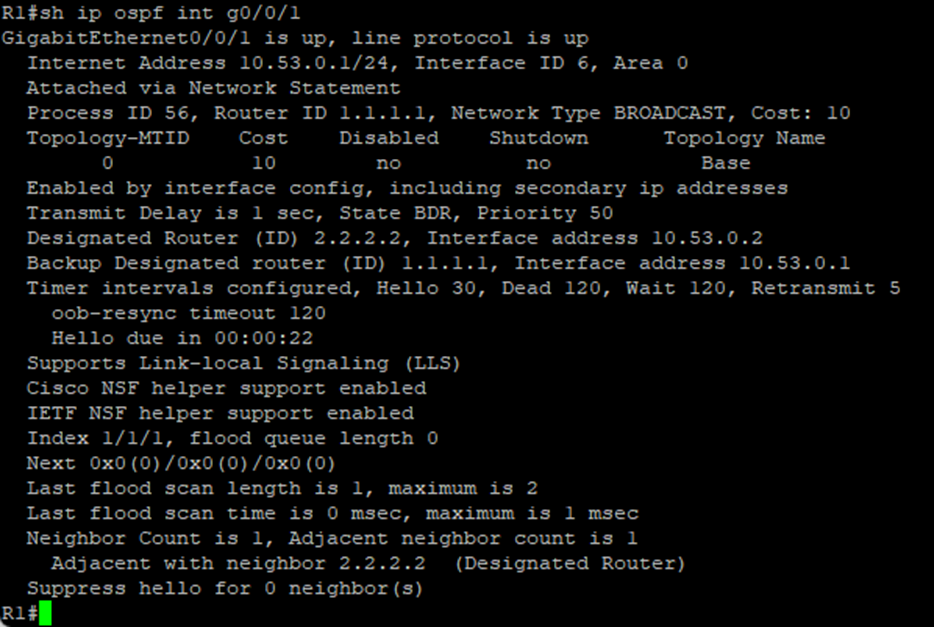 R1#sh ip ospf int g0/0/1
GigabitEthernet0/0/1 is up, line protocol is up
Internet Address 10.53.0.1/24, Interface ID 6, Area 0
Attached via Network Statement
Process ID 56, Router ID 1.1.1.1, Network Type BROADCAST, Cost: 10
Topology-MTID Cost Disabled Shutdown Topology Name
0 10 no no Base
Enabled by interface config, including secondary ip addresses
Transmit Delay is 1 sec, State BDR, Priority 50
Designated Router (ID) 2.2.2.2, Interface address 10.53.0.2
Backup Designated router (ID) 1.1.1.1, Interface address 10.53.0.1
Timer intervals configured, Hello 30, Dead 120, Wait 120, Retransmit 5
oob-resync timeout 120
Hello due in 00:00:22
Supports Link-local Signaling (LLS)
Cisco NSF helper support enabled
IETF NSF helper support enabled
Index 1/1/1, flood queue length 0
Next 0x0(0)/0x0(0)/0x0(0)
Last flood scan length is 1, maximum is 2
Last flood scan time is 0 msec, maximum is 1 msec
Neighbor Count is 1, Adjacent neighbor count is 1
Adjacent with neighbor 2.2.2.2 (Designated Router)
Suppress hello for 0 neighbor(s)
R1#